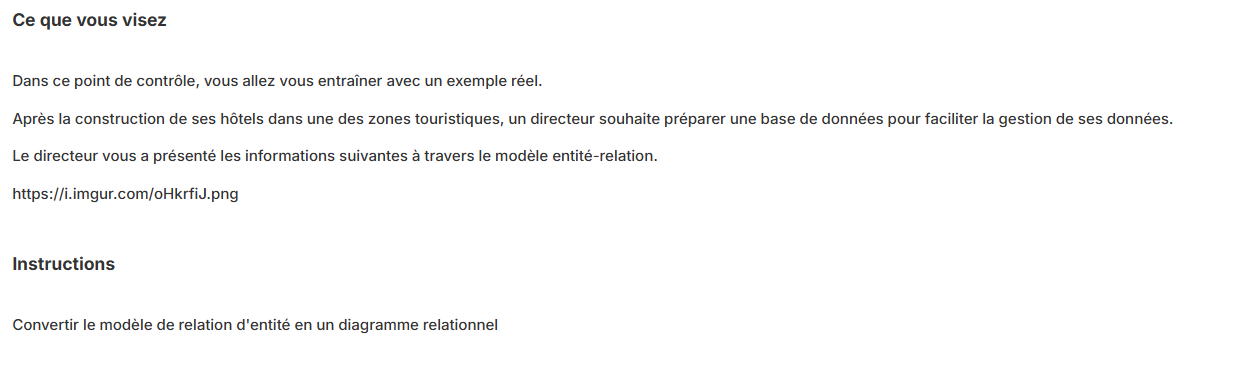 Ce que vous visez
Dans ce point de contrôle, vous allez vous entraîner avec un exemple réel.
Après la construction de ses hôtels dans une des zones touristiques, un directeur souhaite préparer une base de données pour faciliter la gestion de ses données.
Le directeur vous a présenté les informations suivantes à travers le modèle entité-relation.
https://i.imgur.com/oHkrfiJ.png
Instructions
Convertir le modèle de relation d'entité en un diagramme relationnel